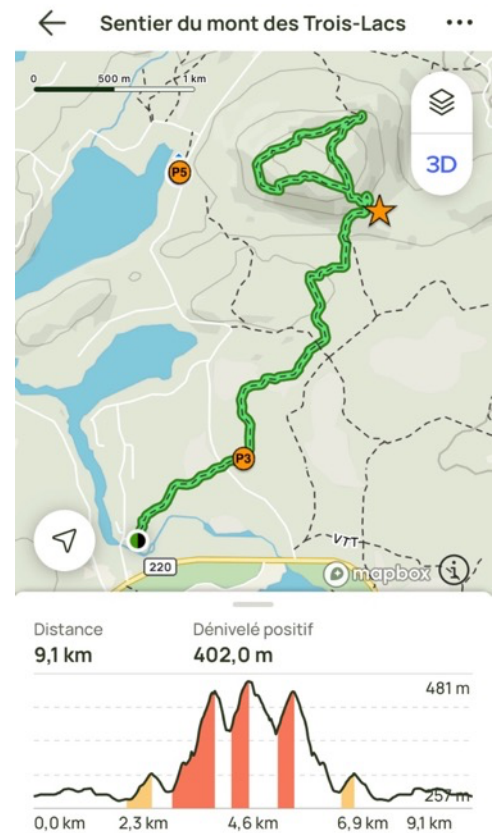 Sentier du mont des Trois-Lacs
0 500 m 1 km
P5
3D
P3
220
VTT
mapbox
i
Distance
9,1 km
Dénivelé positif
402,0 m
481 m
257 m
0,0 km 2,3 km 4,6 km 6,9 km 9,1 km